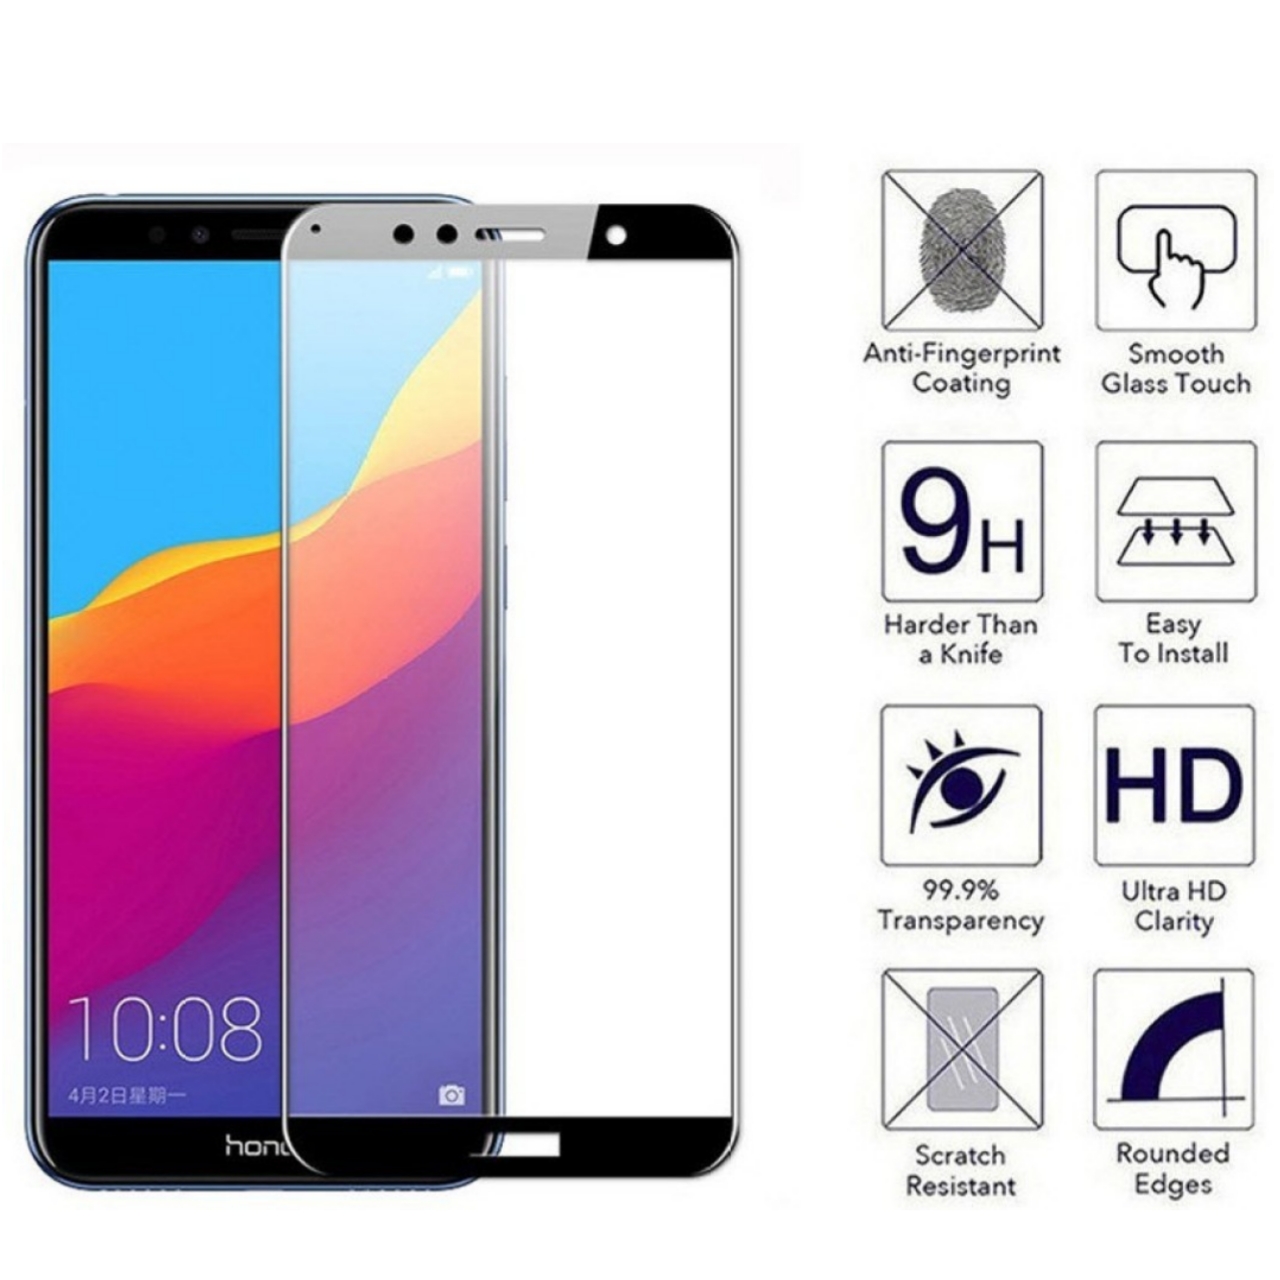 10:08
4月2日星期一
Anti-Fingerprint
Coating
Smooth
Glass Touch
9H
Harder Than
a Knife
Easy
To Install
99.9%
Transparency
HD
Ultra HD
Clarity
Scratch
Resistant
Rounded
Edges